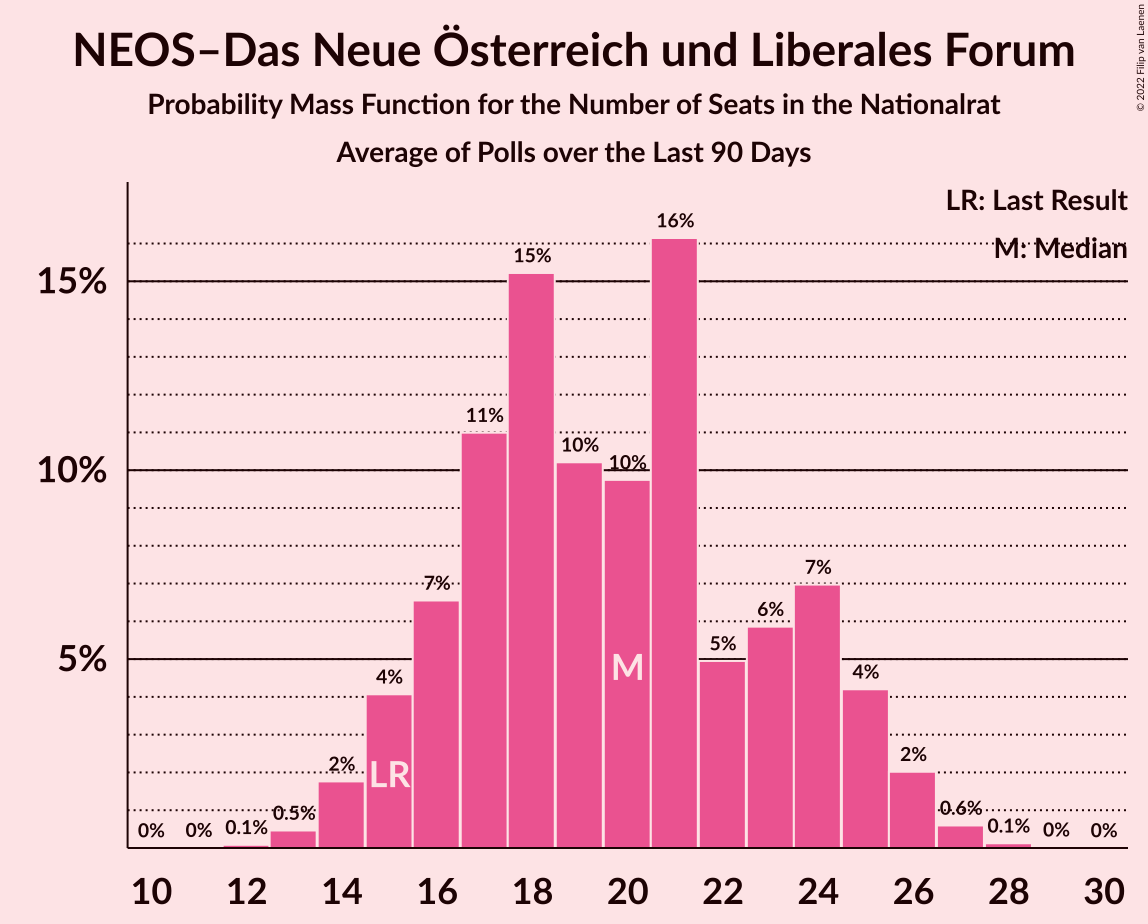 NEOS–Das Neue Österreich und Liberales Forum
Probability Mass Function for the Number of Seats in the Nationalrat
Average of Polls over the Last 90 Days
© 2022 Filip van Laenen
LR: Last Result
M: Median
15%
10%
5%
0%
0%
0.1%
0.5%
2%
4%
7%
11%
15%
10%
10%
16%
5%
6%
7%
4%
2%
0.6%
0.1%
0%
0%
LR
M
10 12 14 16 18 20 22 24 26 28 30